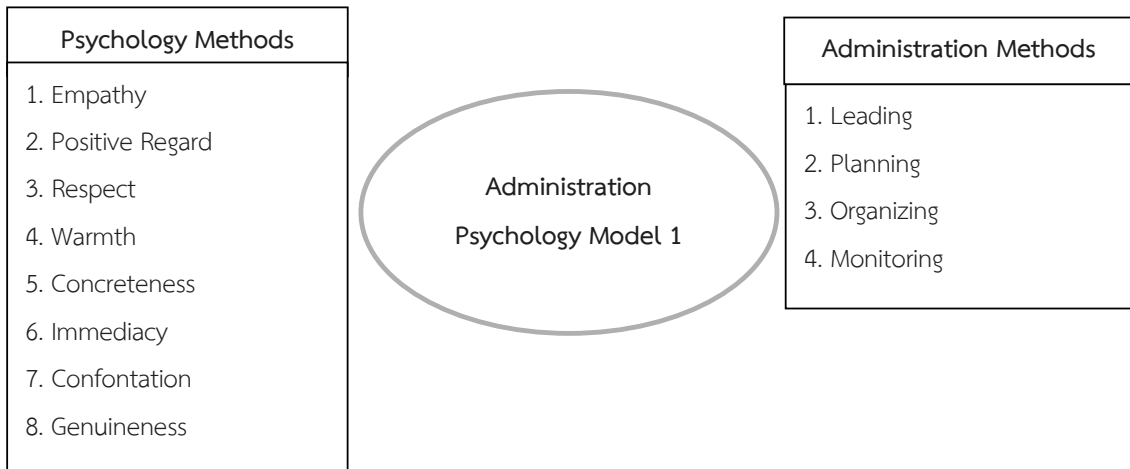 Psychology Methods
1. Empathy
2. Positive Regard
3. Respect
4. Warmth
5. Concreteness
6. Immediacy
7. Confontation
8. Genuineness
Administration
Psychology Model 1
Administration Methods
1. Leading
2. Planning
3. Organizing
4. Monitoring